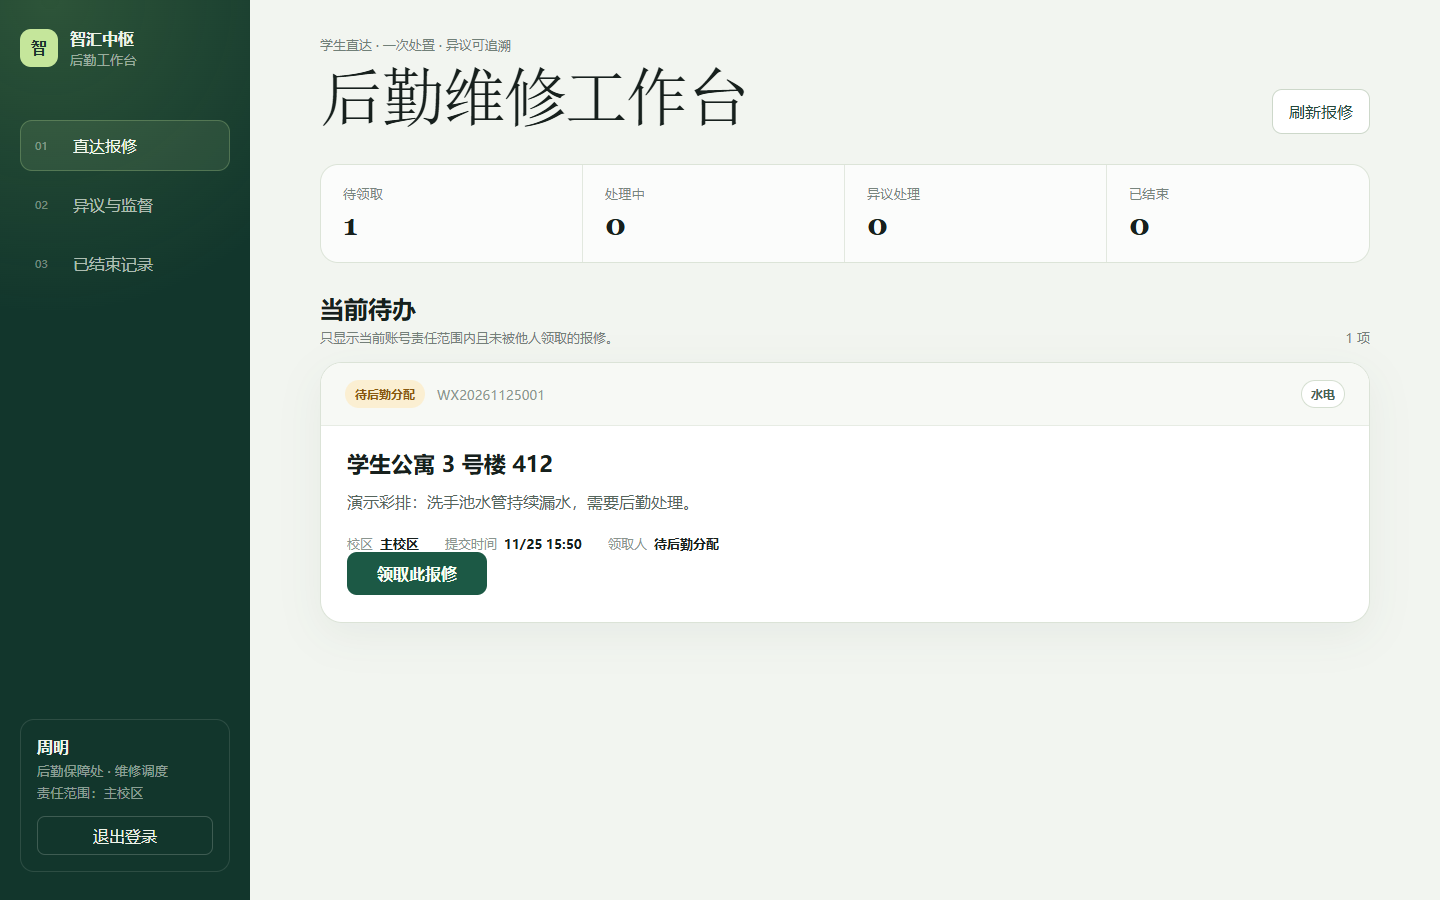 智
智汇中枢
后勤工作台
01 直达报修
02 异议与监督
03 已结束记录
周明
后勤保障处 · 维修调度
责任范围：主校区
退出登录
学生直达 · 一次处置 · 异议可追溯
后勤维修工作台
刷新报修
待领取
1
处理中
0
异议处理
0
已结束
0
当前待办
只显示当前账号责任范围内且未被他人领取的报修。
1 项
待后勤分配 WX20261125001
水电
学生公寓 3 号楼 412
演示彩排：洗手池水管持续漏水，需要后勤处理。
校区 主校区 提交时间 11/25 15:50 领取人 待后勤分配
领取此报修